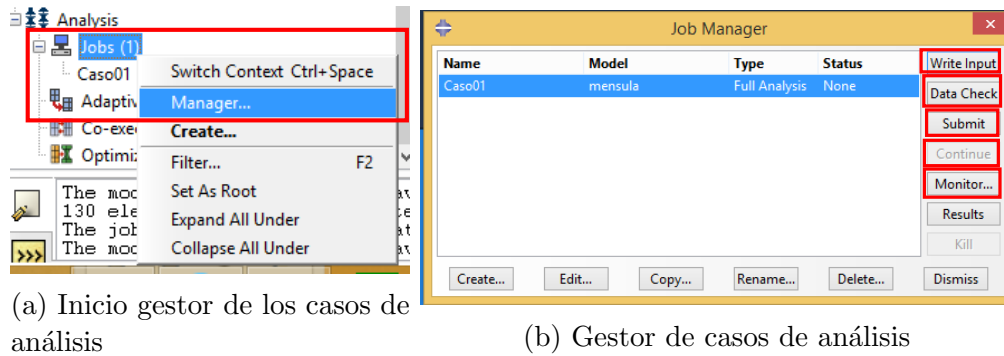 Analysis
Jobs (1)
Caso01
Adaptiv
Co-exe
Optimiz
Switch Context Ctrl+Space
Manager...
Create...
Filter... F2
Set As Root
Expand All Under
Collapse All Under
The mod
130 ele
The job
The mod
(a) Inicio gestor de los casos de
análisis
Job Manager
Name Model Type Status
Caso01 mensula Full Analysis None
Write Input
Data Check
Submit
Continue
Monitor...
Results
Kill
Create... Edit... Copy... Rename... Delete... Dismiss
(b) Gestor de casos de análisis